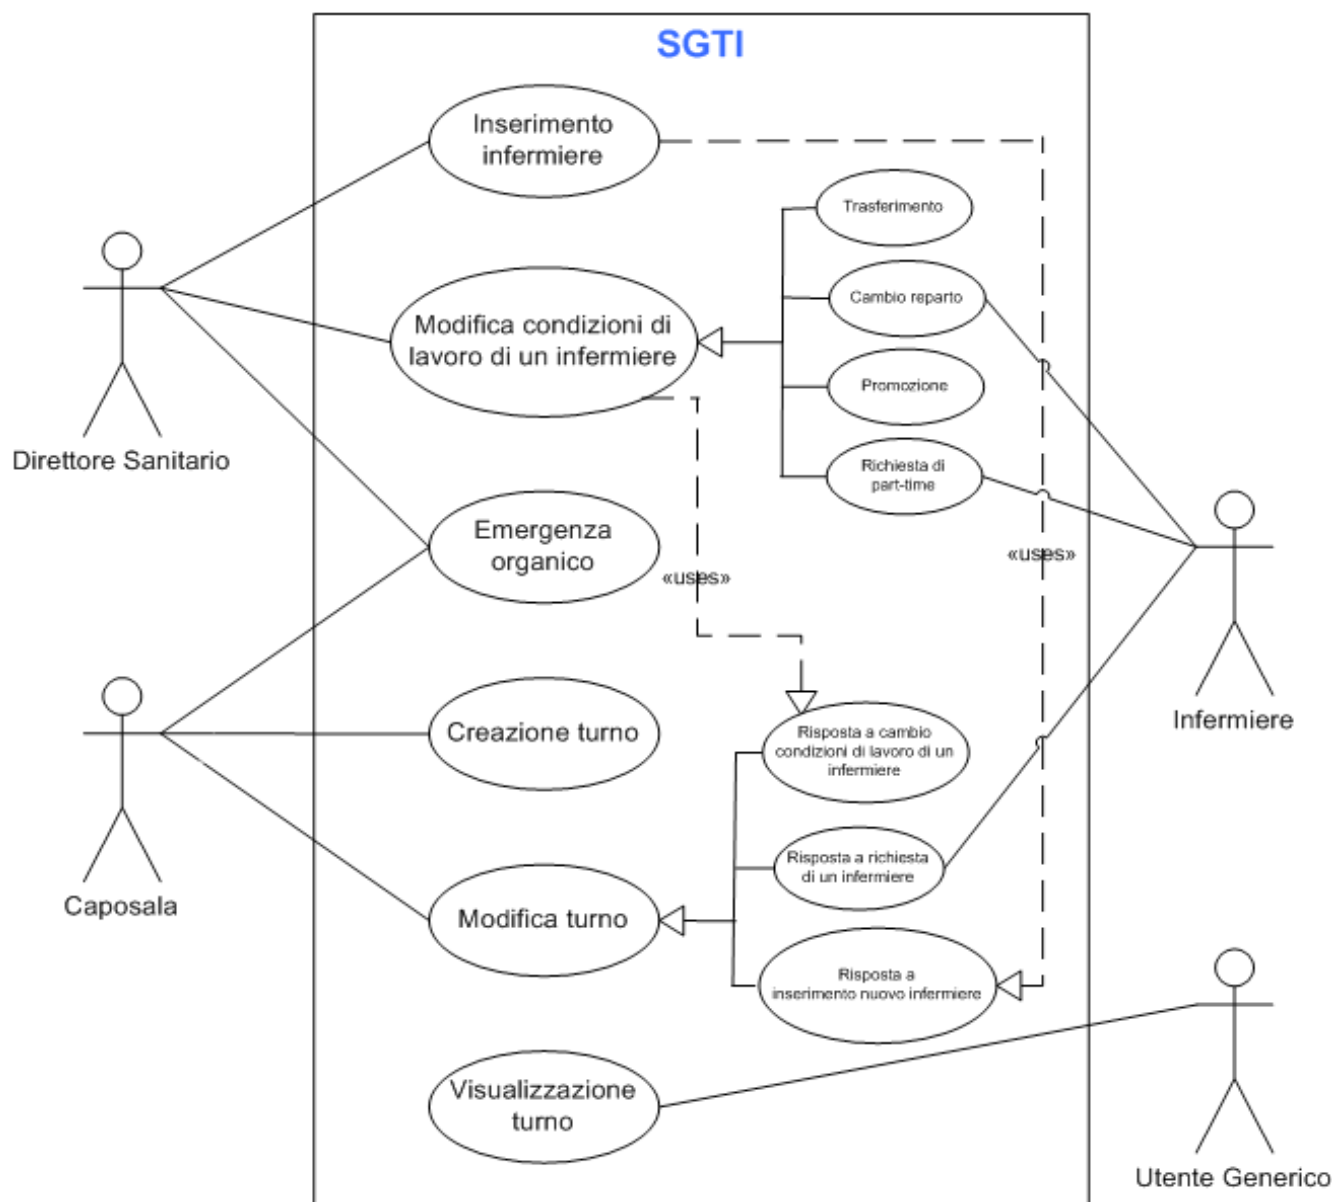 SGTI
Inserimento
infermiere
Trasferimento
Cambio reparto
Modifica condizioni di
lavoro di un infermiere
Promozione
Richiesta di
part-time
Direttore Sanitario
Emergenza
organico
«uses»
«uses»
Infermiere
Creazione turno
Risposta a cambio
condizioni di lavoro di un
infermiere
Risposta a richiesta
di un infermiere
Caposala
Modifica turno
Risposta a
inserimento nuovo infermiere
Visualizzazione
turno
Utente Generico